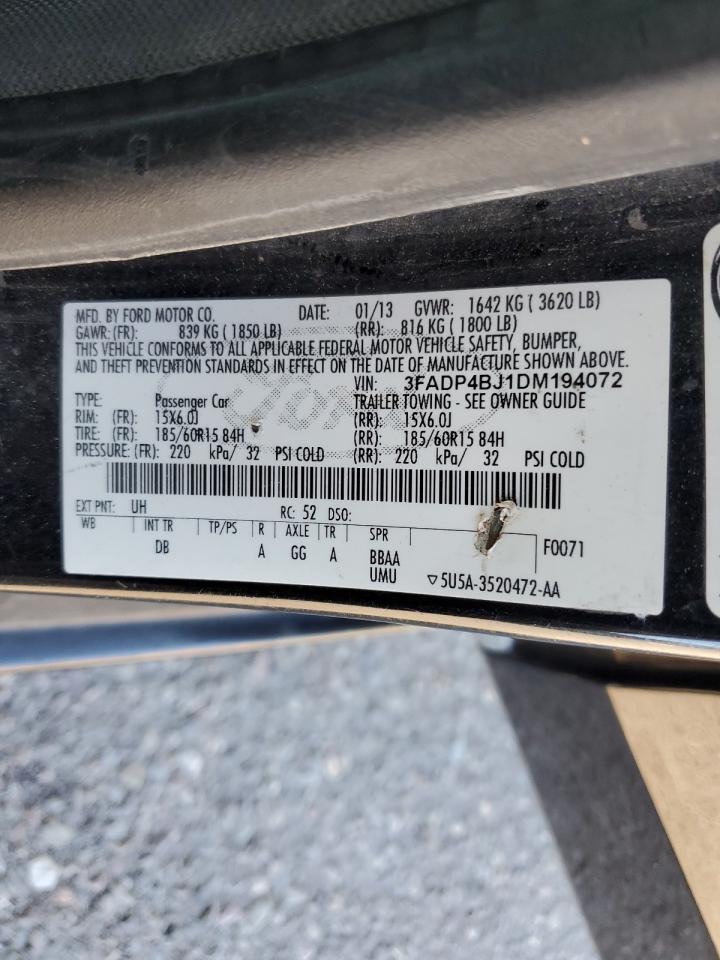 MFD. BY FORD MOTOR CO. DATE: 01/13 GVWR: 1642 KG ( 3620 LB)
GAWR: (FR): 839 KG ( 1850 LB) (RR): 816 KG ( 1800 LB)
THIS VEHICLE CONFORMS TO ALL APPLICABLE FEDERAL MOTOR VEHICLE SAFETY, BUMPER,
AND THEFT PREVENTION STANDARDS IN EFFECT ON THE DATE OF MANUFACTURE SHOWN ABOVE.
VIN: 3FADP4BJ1DM194072
TYPE: Passenger Car TRAILER TOWING - SEE OWNER GUIDE
RIM: (FR): 15X6.0J (RR): 15X6.0J
TIRE: (FR): 185/60R15 84H (RR): 185/60R15 84H
PRESSURE: (FR): 220 kPa/ 32 PSI COLD (RR): 220 kPa/ 32 PSI COLD
EXT PNT: UH RC: 52 DSO:
WB INT TR TP/PS R AXLE TR SPR
DB A GG A BBAA F0071
UMU ▽5U5A-3520472-AA
Ford